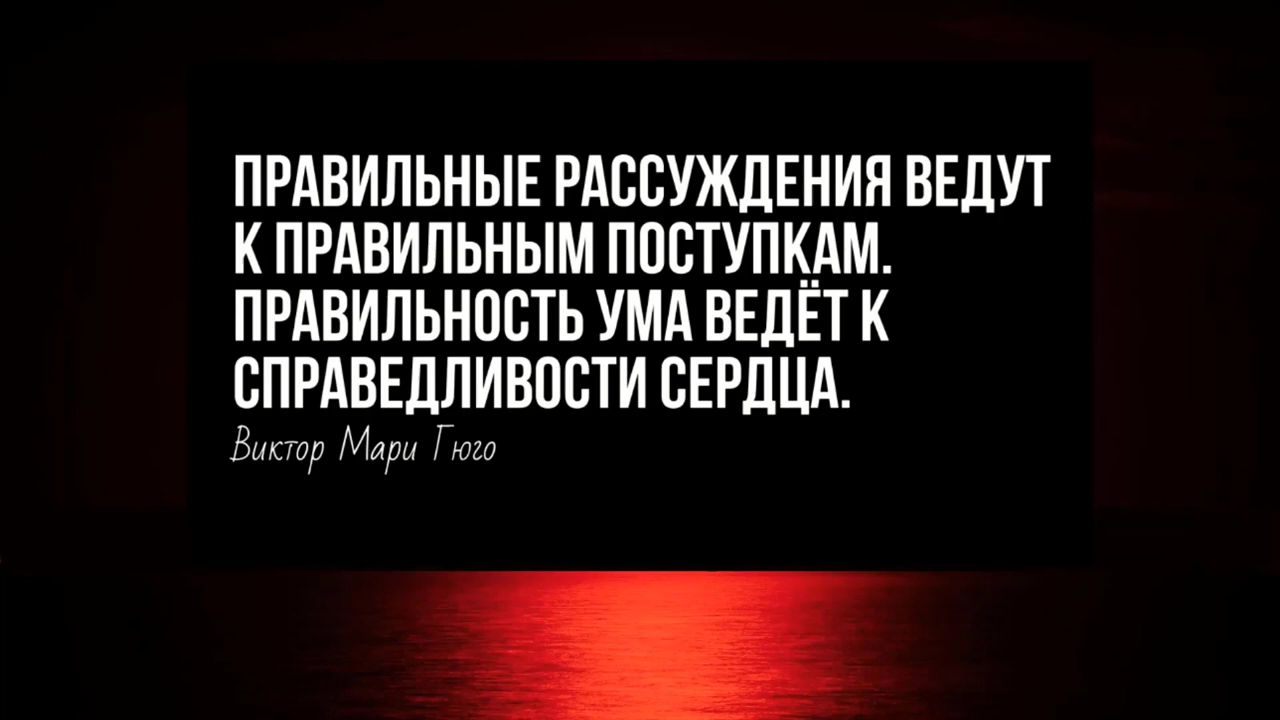 ПРАВИЛЬНЫЕ РАССУЖДЕНИЯ ВЕДУТ
К ПРАВИЛЬНЫМ ПОСТУПКАМ.
ПРАВИЛЬНОСТЬ УМА ВЕДЁТ К
СПРАВЕДЛИВОСТИ СЕРДЦА.
Виктор Мари Гюго